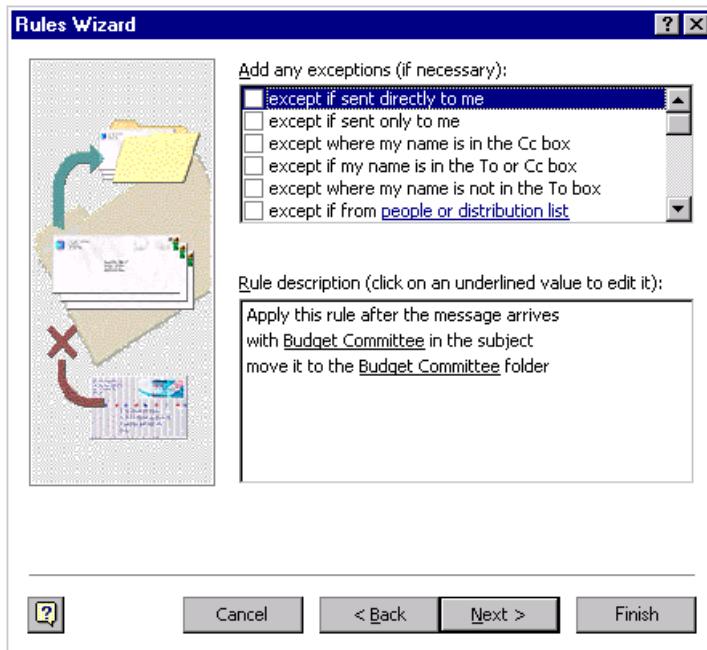 Rules Wizard
Add any exceptions (if necessary):
except if sent directly to me
except if sent only to me
except where my name is in the Cc box
except if my name is in the To or Cc box
except where my name is not in the To box
except if from people or distribution list
Rule description (click on an underlined value to edit it):
Apply this rule after the message arrives
with Budget Committee in the subject
move it to the Budget Committee folder
Cancel
< Back
Next >
Finish